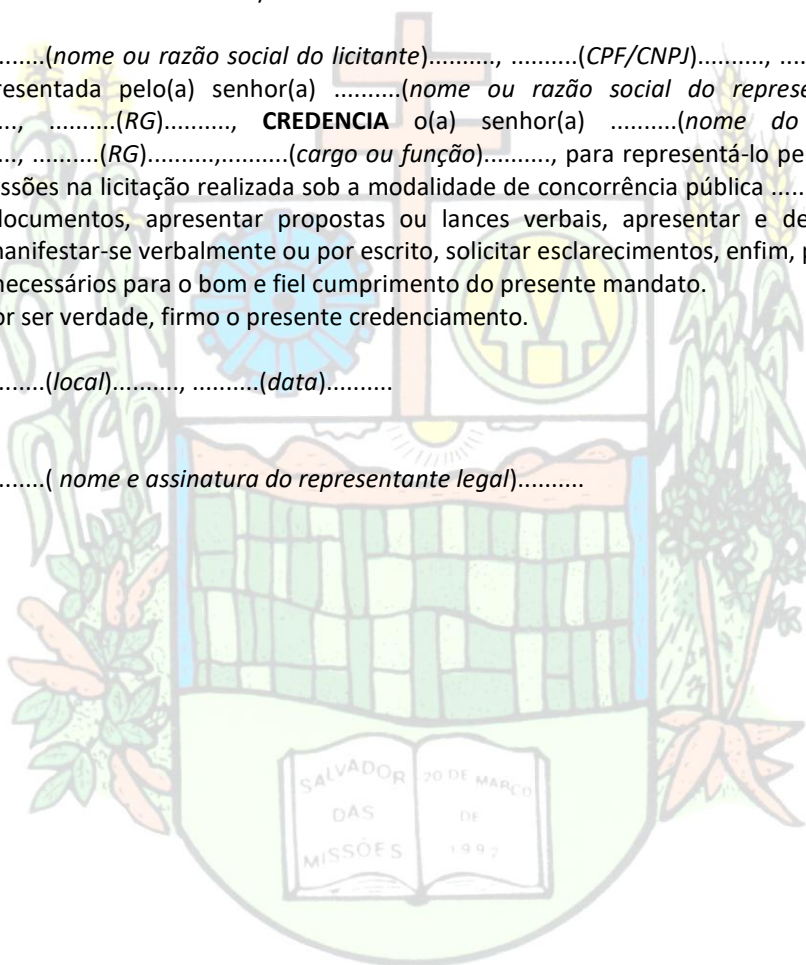 ........(nome ou razão social do licitante).........., ..........(CPF/CNPJ).........., .....
resentada pelo(a) senhor(a) ..........(nome ou razão social do
..., ..........(RG).........., CREDENCIA o(a) senhor(a) ..........(nome do
..., ..........(RG)..........,..........(cargo ou função).........., para representá-lo
ssões na licitação realizada sob a modalidade de concorrência pública ......
documentos, apresentar propostas ou lances verbais, apresentar e
manifestar-se verbalmente ou por escrito, solicitar esclarecimentos, enfim,
necessários para o bom e fiel cumprimento do presente mandato.
or ser verdade, firmo o presente credenciamento.
........(local).........., ..........(data)..........
........( nome e assinatura do representante legal)..........
SALVADOR
DAS
MISSÕES
20 DE MARÇO
DE
1992